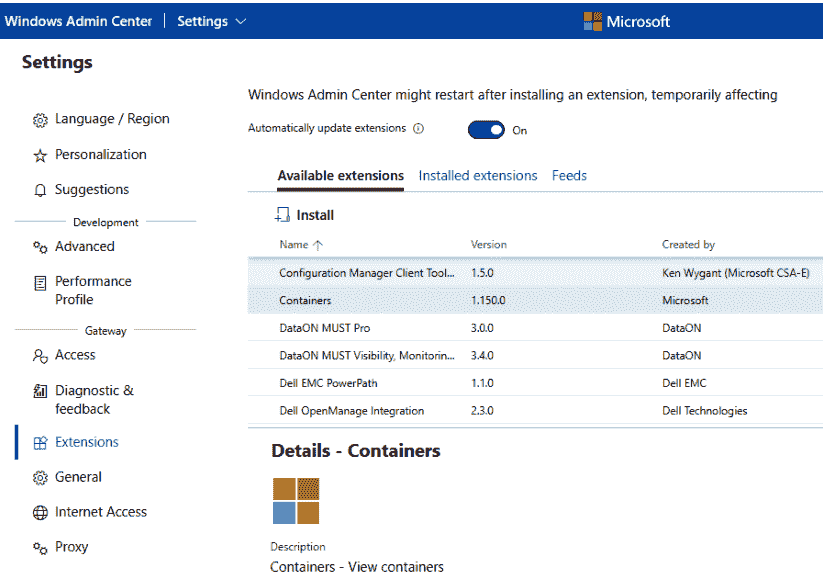 Windows Admin Center | Settings
Microsoft
Settings
Language / Region
Personalization
Suggestions
Development
Advanced
Performance
Profile
Gateway
Access
Diagnostic &
feedback
Extensions
General
Internet Access
Proxy
Windows Admin Center might restart after installing an extension, temporarily affecting
Automatically update extensions On
Available extensions Installed extensions Feeds
Install
Name Version Created by
Configuration Manager Client Tool... 1.5.0 Ken Wygant (Microsoft CSA-E)
Containers 1.150.0 Microsoft
DataON MUST Pro 3.0.0 DataON
DataON MUST Visibility, Monitorin... 3.4.0 DataON
Dell EMC PowerPath 1.1.0 Dell EMC
Dell OpenManage Integration 2.3.0 Dell Technologies
Details - Containers
Description
Containers - View containers